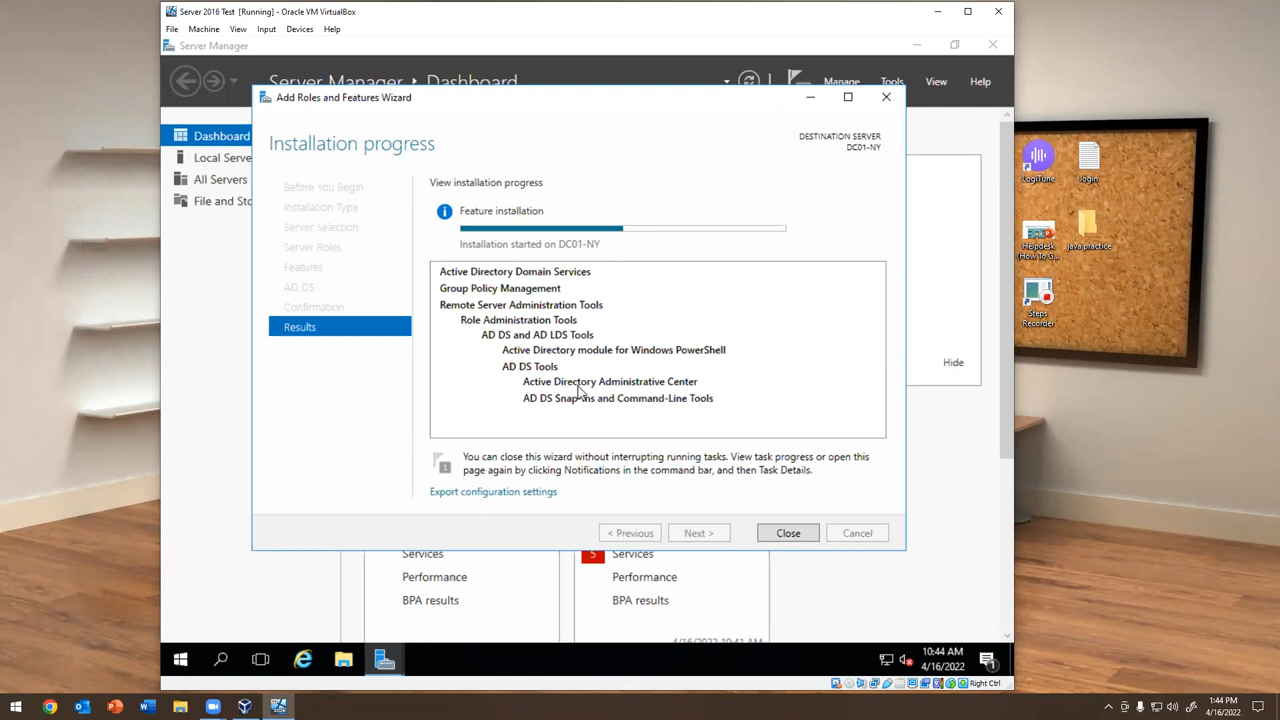 Server 2016 Test  [Running] - Oracle VM VirtualBox
File Machine View Input Devices Help
Server Manager
Server Manager • Dashboard
Manage Tools View Help
Dashboard
Local Serve
All Servers
File and Sto
Add Roles and Features Wizard
Installation progress
DESTINATION SERVER
DC01-NY
Before You Begin
Installation Type
Server Selection
Server Roles
Features
AD DS
Confirmation
Results
View installation progress
Feature installation
Installation started on DC01-NY
Active Directory Domain Services
Group Policy Management
Remote Server Administration Tools
Role Administration Tools
AD DS and AD LDS Tools
Active Directory module for Windows PowerShell
AD DS Tools
Active Directory Administrative Center
AD DS Snap-Ins and Command-Line Tools
1
You can close this wizard without interrupting running tasks. View task progress or open this
page again by clicking Notifications in the command bar, and then Task Details.
Export configuration settings
< Previous Next > Close Cancel
Hide
Services
Performance
BPA results
5 Services
Performance
BPA results
4/16/2022 10:41 AM
10:44 AM
4/16/2022
1
Right Ctrl
LogiTune
login
Helpdesk
(How To G...
java practice
Steps
Recorder
1:44 PM
4/16/2022